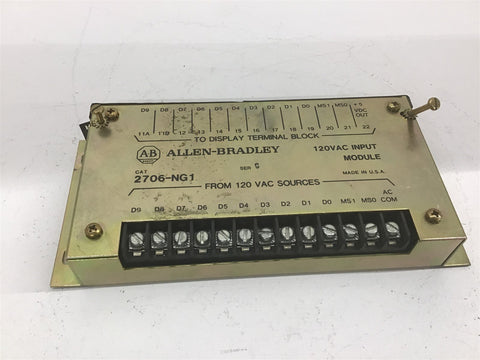 D9 D8 D7 D6 D5 D4 D3 D2 D1 D0 MS1 MS0 +5 VDC OUT
11A 11B 12 13 14 15 16 17 18 19 20 21 22
TO DISPLAY TERMINAL BLOCK
AB ALLEN-BRADLEY 120VAC INPUT
MODULE
CAT SER C
2706-NG1 MADE IN U.S.A.
FROM 120 VAC SOURCES
D9 D8 D7 D6 D5 D4 D3 D2 D1 D0 MS1 MS0 AC COM